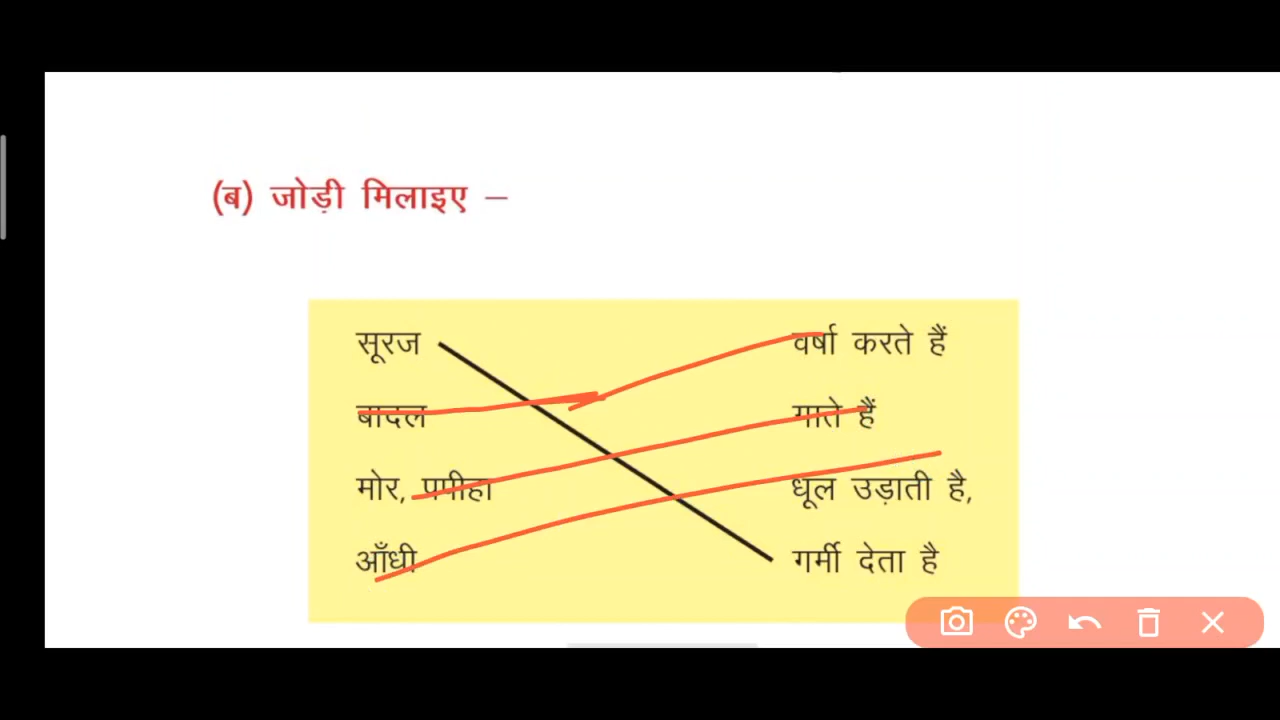 (ब) जोड़ी मिलाइए –
सूरज वर्षा करते हैं
बादल गाते हैं
मोर, पपीहा धूल उड़ाती है,
आँधी गर्मी देता है